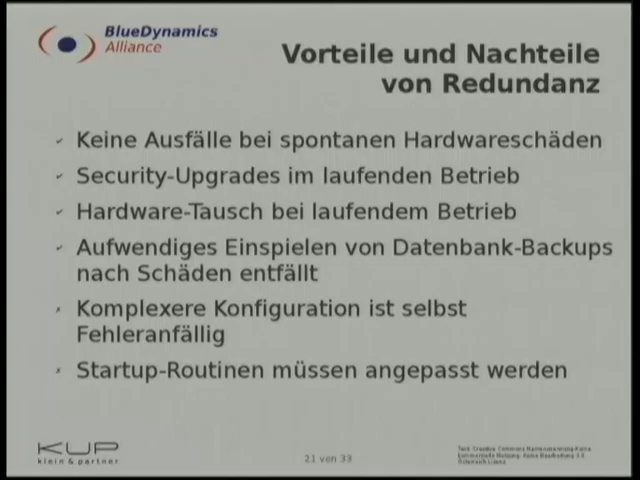 BlueDynamics
Alliance
Vorteile und Nachteile
von Redundanz
Keine Ausfälle bei spontanen Hardwareschäden
Security-Upgrades im laufenden Betrieb
Hardware-Tausch bei laufendem Betrieb
Aufwendiges Einspielen von Datenbank-Backups
nach Schäden entfällt
Komplexere Konfiguration ist selbst
Fehleranfällig
Startup-Routinen müssen angepasst werden
KUP
klein & partner
21 von 33
Creative Commons